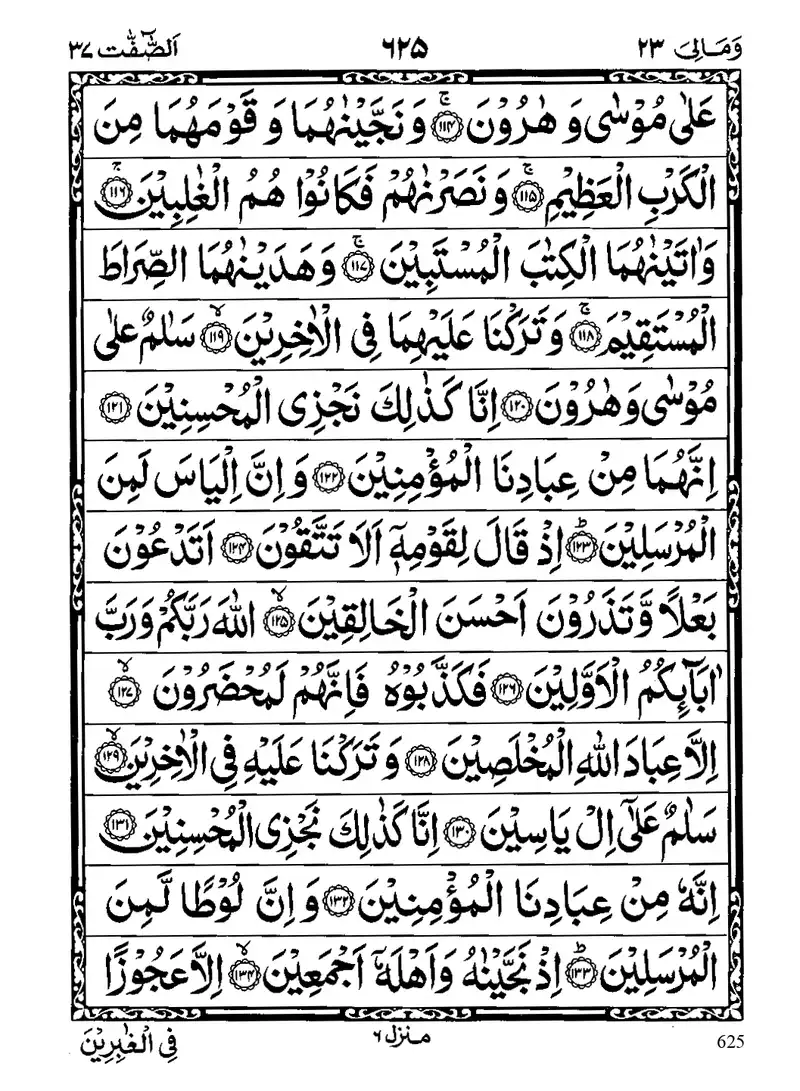 وَمَالِیَ ٢٣ ٦٢٥ اَلصّٰٓفّٰت ٣٧
عَلٰی مُوْسٰی وَ هٰرُوْنَ ﴿١١٤﴾ۚ وَ نَجَّیْنٰهُمَا وَ قَوْمَهُمَا مِنَ
الْكَرْبِ الْعَظِیْمِ ﴿١١٥﴾ۚ وَ نَصَرْنٰهُمْ فَكَانُوْا هُمُ الْغٰلِبِیْنَ ﴿١١٦﴾ۚ
وَاٰتَیْنٰهُمَا الْكِتٰبَ الْمُسْتَبِیْنَ ﴿١١٧﴾ۚ وَ هَدَیْنٰهُمَا الصِّرَاطَ
الْمُسْتَقِیْمَ ﴿١١٨﴾ۚ وَ تَرَكْنَا عَلَیْهِمَا فِی الْاٰخِرِیْنَ ﴿١١٩﴾ۙ سَلٰمٌ عَلٰی
مُوْسٰی وَ هٰرُوْنَ ﴿١٢٠﴾ اِنَّا كَذٰلِكَ نَجْزِی الْمُحْسِنِیْنَ ﴿١٢١﴾
اِنَّهُمَا مِنْ عِبَادِنَا الْمُؤْمِنِیْنَ ﴿١٢٢﴾ وَ اِنَّ اِلْیَاسَ لَمِنَ
الْمُرْسَلِیْنَ ﴿١٢٣﴾ؕ اِذْ قَالَ لِقَوْمِهٖۤ اَلَا تَتَّقُوْنَ ﴿١٢٤﴾ اَتَدْعُوْنَ
بَعْلًا وَّ تَذَرُوْنَ اَحْسَنَ الْخَالِقِیْنَ ﴿١٢٥﴾ۙ اللّٰهَ رَبَّكُمْ وَ رَبَّ
اٰبَآىِٕكُمُ الْاَوَّلِیْنَ ﴿١٢٦﴾ فَكَذَّبُوْهُ فَاِنَّهُمْ لَمُحْضَرُوْنَ ﴿١٢٧﴾ۙ
اِلَّا عِبَادَ اللّٰهِ الْمُخْلَصِیْنَ ﴿١٢٨﴾ وَ تَرَكْنَا عَلَیْهِ فِی الْاٰخِرِیْنَ ﴿١٢٩﴾ۙ
سَلٰمٌ عَلٰۤی اِلْ یَاسِیْنَ ﴿١٣٠﴾ اِنَّا كَذٰلِكَ نَجْزِی الْمُحْسِنِیْنَ ﴿١٣١﴾
اِنَّهٗ مِنْ عِبَادِنَا الْمُؤْمِنِیْنَ ﴿١٣٢﴾ وَ اِنَّ لُوْطًا لَّمِنَ
الْمُرْسَلِیْنَ ﴿١٣٣﴾ؕ اِذْ نَجَّیْنٰهُ وَ اَهْلَهٗۤ اَجْمَعِیْنَ ﴿١٣٤﴾ۙ اِلَّا عَجُوْزًا
625 منزل ٦ فِی الْغٰبِرِیْنَ